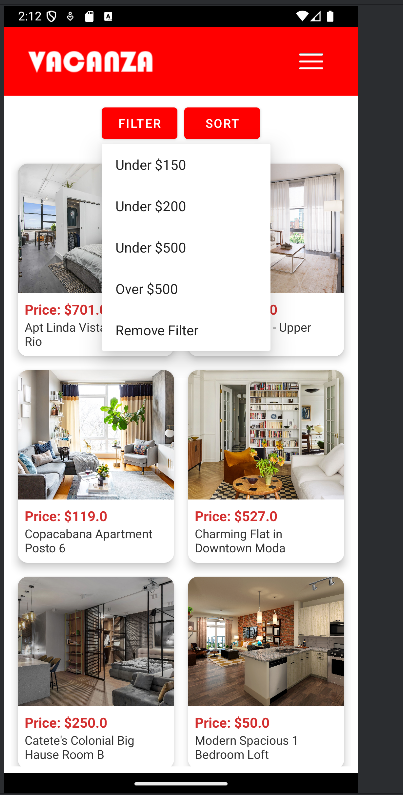 2:12
VACANZA
FILTER SORT
Under $150
Under $200
Under $500
Over $500
Remove Filter
Price: $701.
Apt Linda Vista
Rio
0
- Upper
Price: $119.0
Copacabana Apartment
Posto 6
Price: $527.0
Charming Flat in
Downtown Moda
Price: $250.0
Catete's Colonial Big
Hause Room B
Price: $50.0
Modern Spacious 1
Bedroom Loft